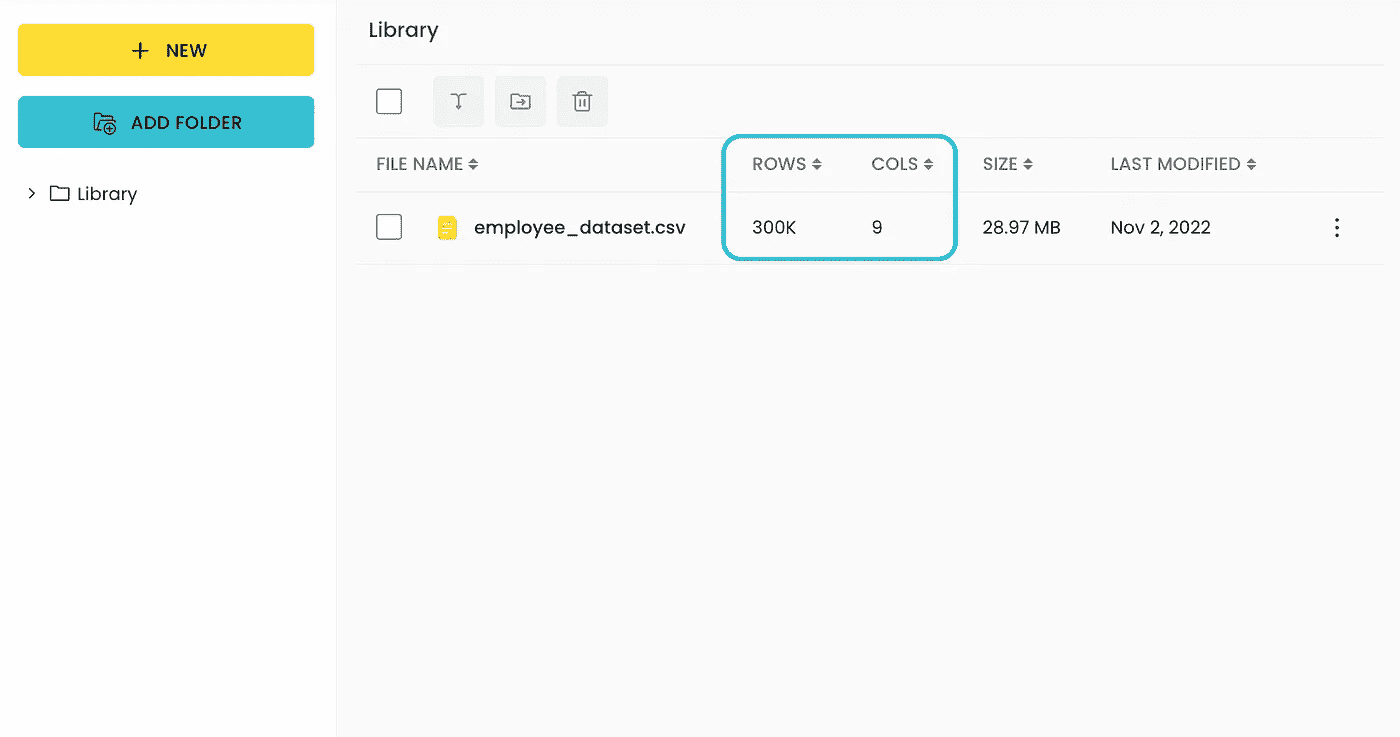 NEW
ADD FOLDER
Library
Library
FILE NAME ROWS COLS SIZE LAST MODIFIED
employee_dataset.csv 300K 9 28.97 MB Nov 2, 2022